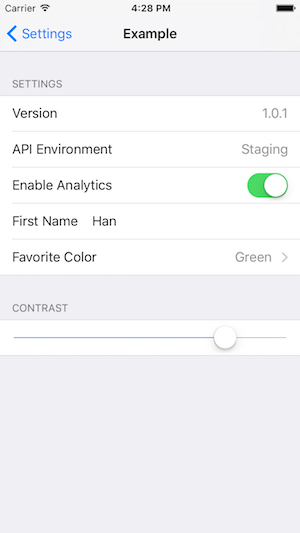 Carrier 4:28 PM
Settings Example
SETTINGS
Version 1.0.1
API Environment Staging
Enable Analytics
First Name Han
Favorite Color Green
CONTRAST